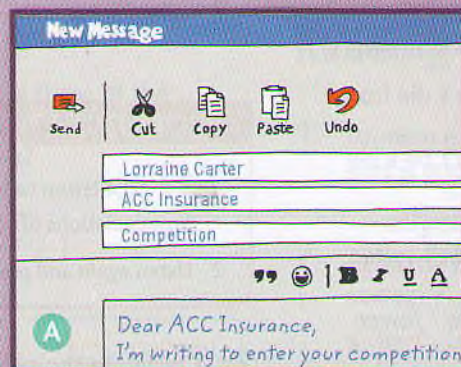 New Message
Send Cut Copy Paste Undo
Lorraine Carter
ACC Insurance
Competition
B I U A
A
Dear ACC Insurance,
I'm writing to enter your competition